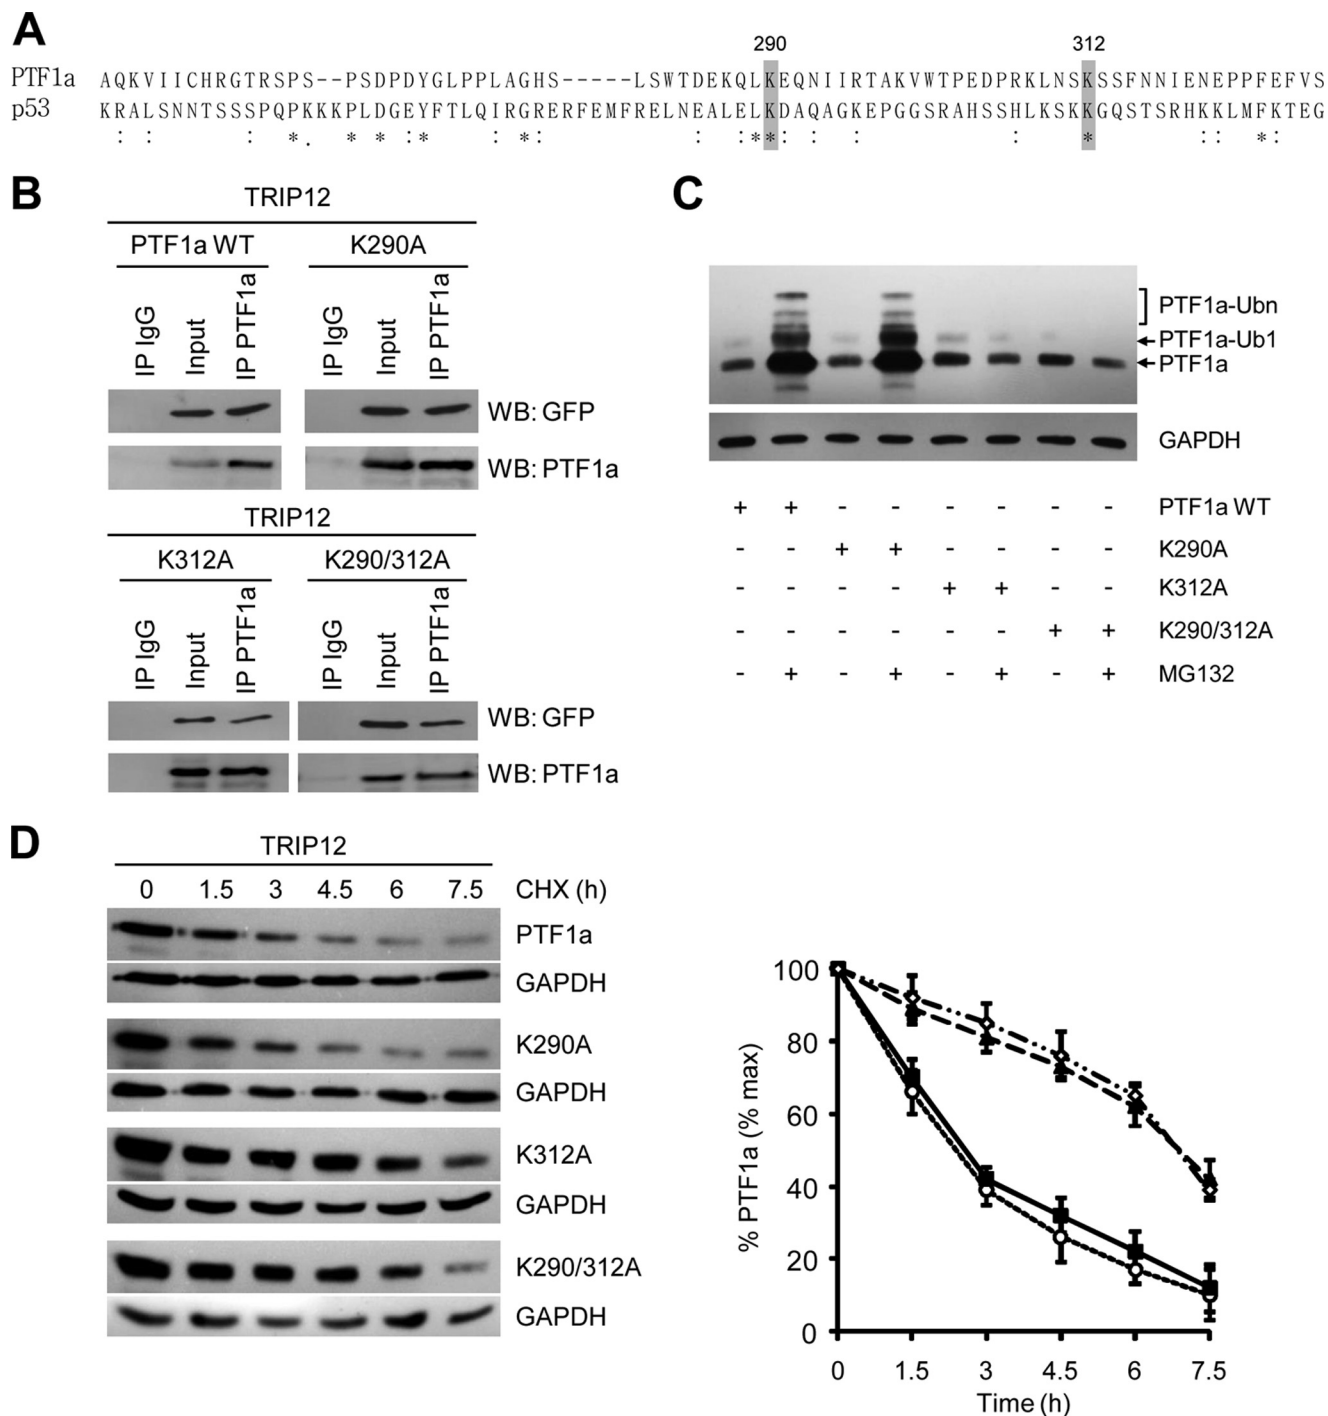 A
290 312
PTF1a AQKVIICHRGTRSPS--PSDPDYGLPPLAGHS-----LSWTDEKQLKEQNIIRTAKVWTPEDPRKLNSKSSFNNIENEPPFEFVS
p53 KRALSNNTSSSPQPKKKPLDGEYFTLQIRGRERFEMFRELNEALELKDAQAGKEPGGSRAHSSHLKSKKGQSTSRHKKLMFKTEG
: : : * . * * : * : * : : * * : : : : * : : * :
B
TRIP12
PTF1a WT K290A
IP IgG Input IP PTF1a IP IgG Input IP PTF1a
WB: GFP
WB: PTF1a
TRIP12
K312A K290/312A
IP IgG Input IP PTF1a IP IgG Input IP PTF1a
WB: GFP
WB: PTF1a
C
PTF1a-Ubn
PTF1a-Ub1
PTF1a
GAPDH
+ + - - - - - - PTF1a WT
- - + + - - - - K290A
- - - - + + - - K312A
- - - - - - + + K290/312A
- + - + - + - + MG132
D
TRIP12
0 1.5 3 4.5 6 7.5 CHX (h)
PTF1a
GAPDH
K290A
GAPDH
K312A
GAPDH
K290/312A
GAPDH
% PTF1a (% max)
100
80
60
40
20
0
0 1.5 3 4.5 6 7.5
Time (h)